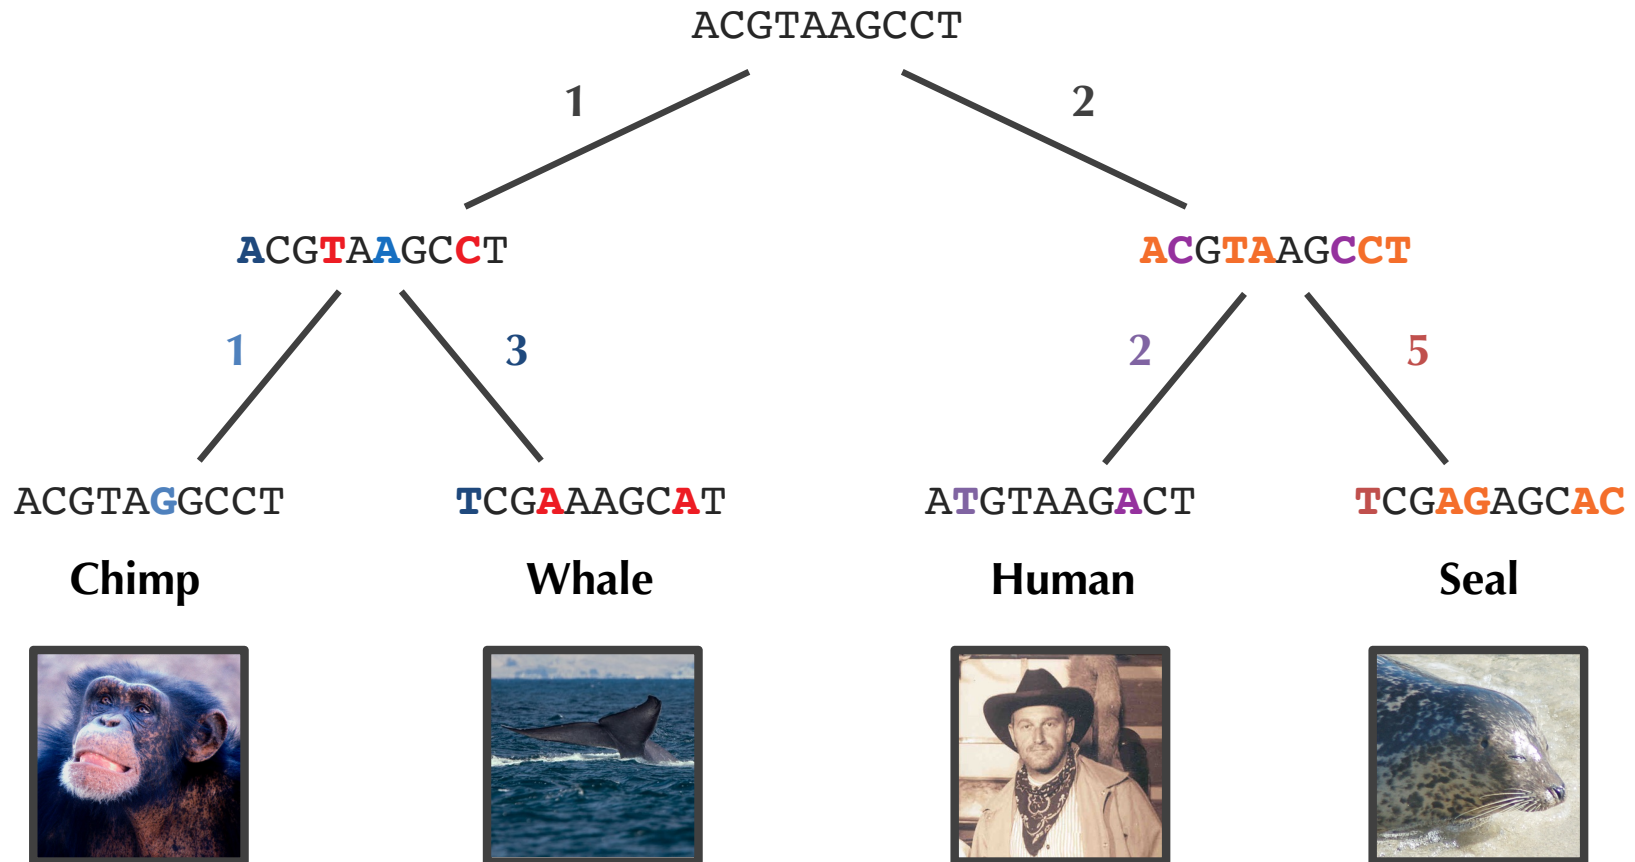 ACGTAAGCCT
1 2
ACGTAAGCCT ACGTAAGCCT
1 3 2 5
ACGTAGGCCT TCGAAAGCAT ATGTAAGACT TCGAGAGCAC
Chimp Whale Human Seal